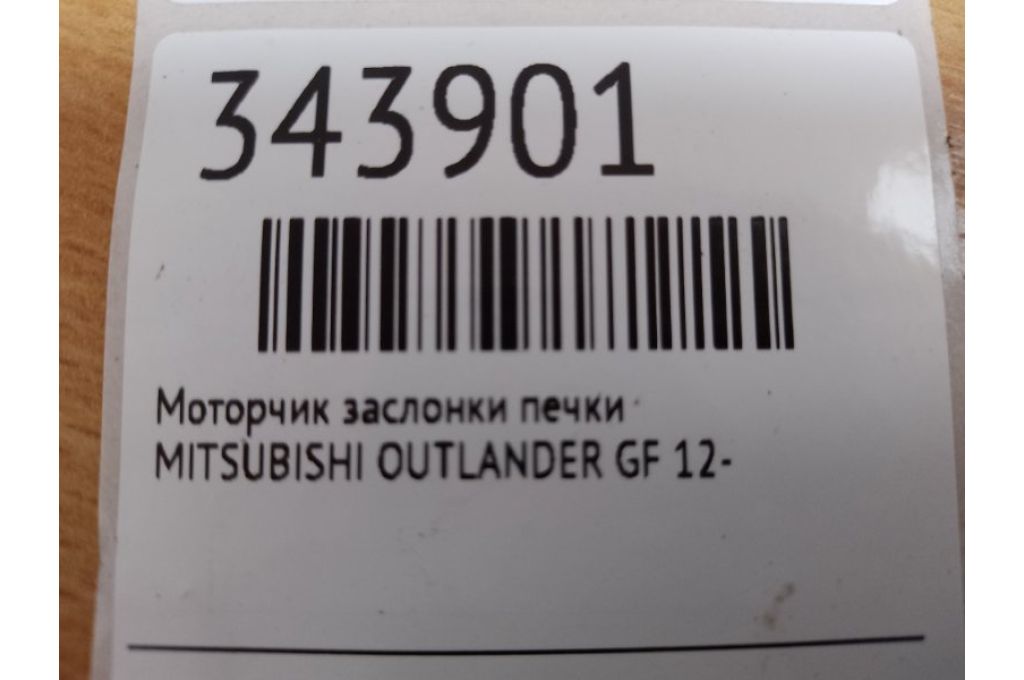 343901
Моторчик заслонки печки
MITSUBISHI OUTLANDER GF 12-